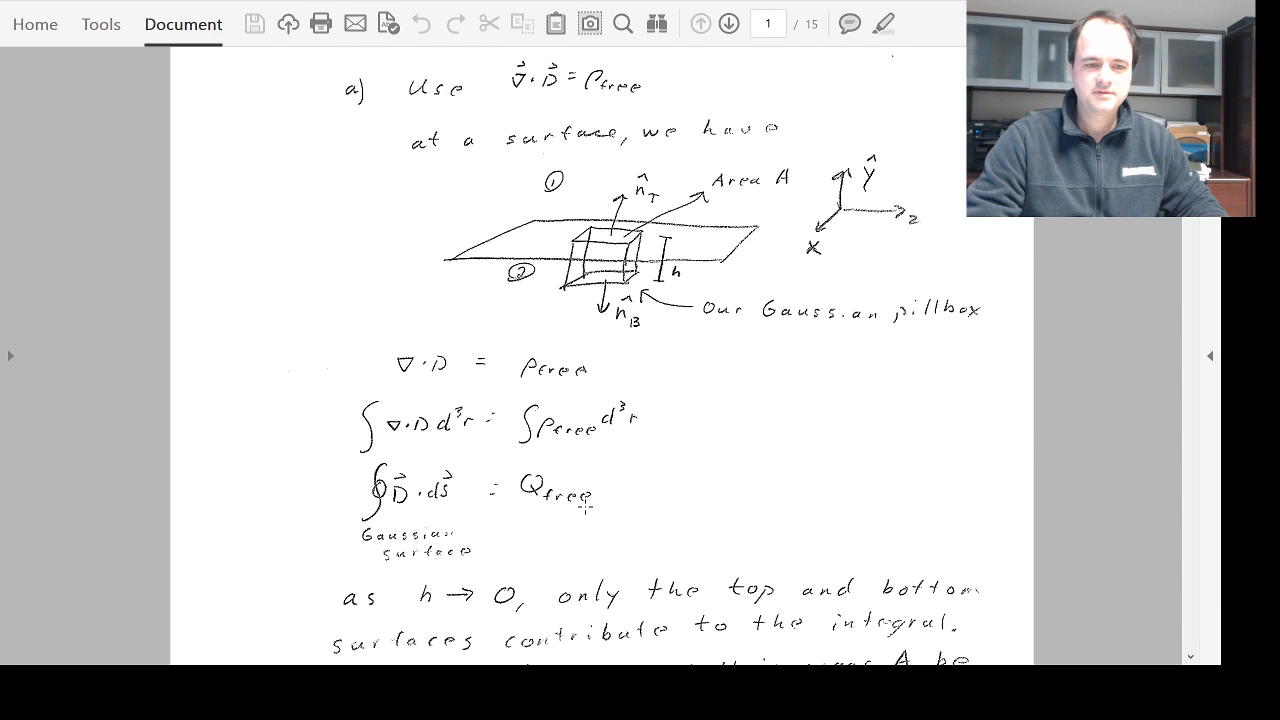 Home Tools Document 1 / 15
a) Use ∇⃗·D⃗ = ρfree
at a surface, we have
① n̂T Area A ŷ
z
x
② h
n̂B Our Gaussian pillbox
∇·D = ρfree
∫∇·D d³r = ∫ρfree d³r
∮D⃗·ds⃗ = Qfree
Gaussian
surface
as h → 0, only the top and bottom
surfaces contribute to the integral.
A be